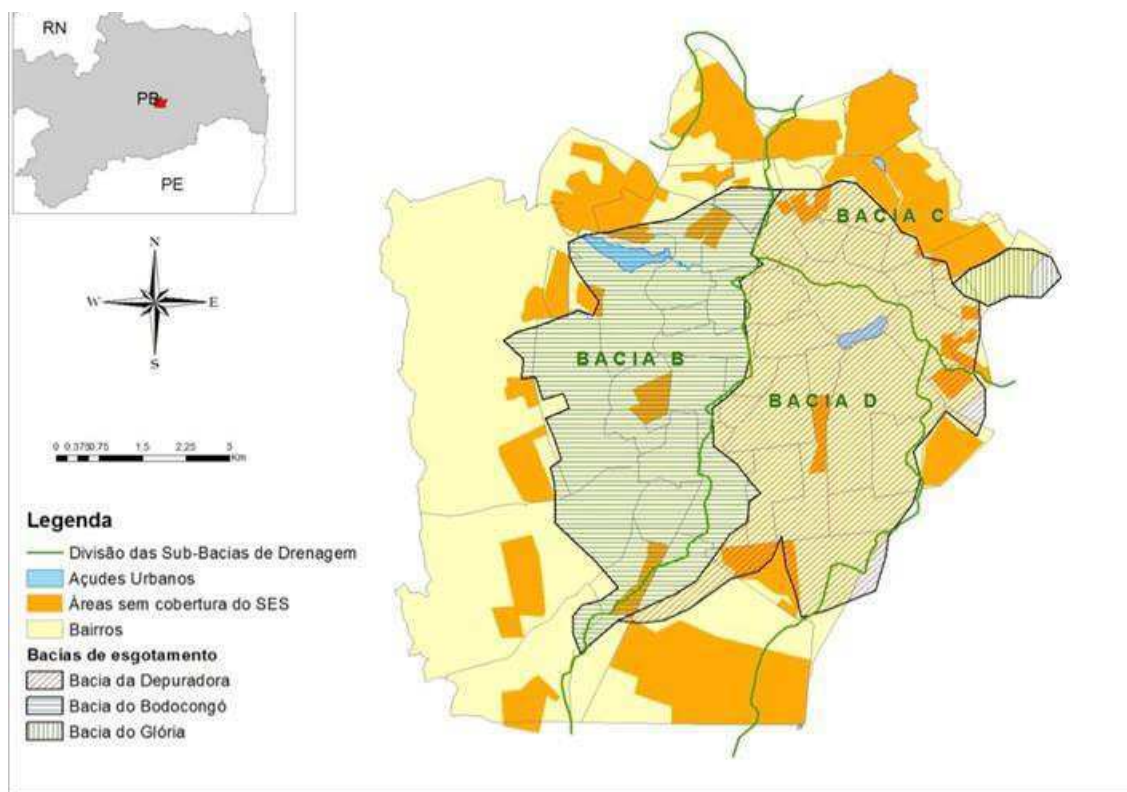 RN
PB
PE
N
W E
S
0 0.375 0.75 1.5 2.25 3
Km
BACIA C
BACIA B
BACIA D
Legenda
Divisão das Sub-Bacias de Drenagem
Açudes Urbanos
Áreas sem cobertura do SES
Bairros
Bacias de esgotamento
Bacia da Depuradora
Bacia do Bodocongó
Bacia do Glória